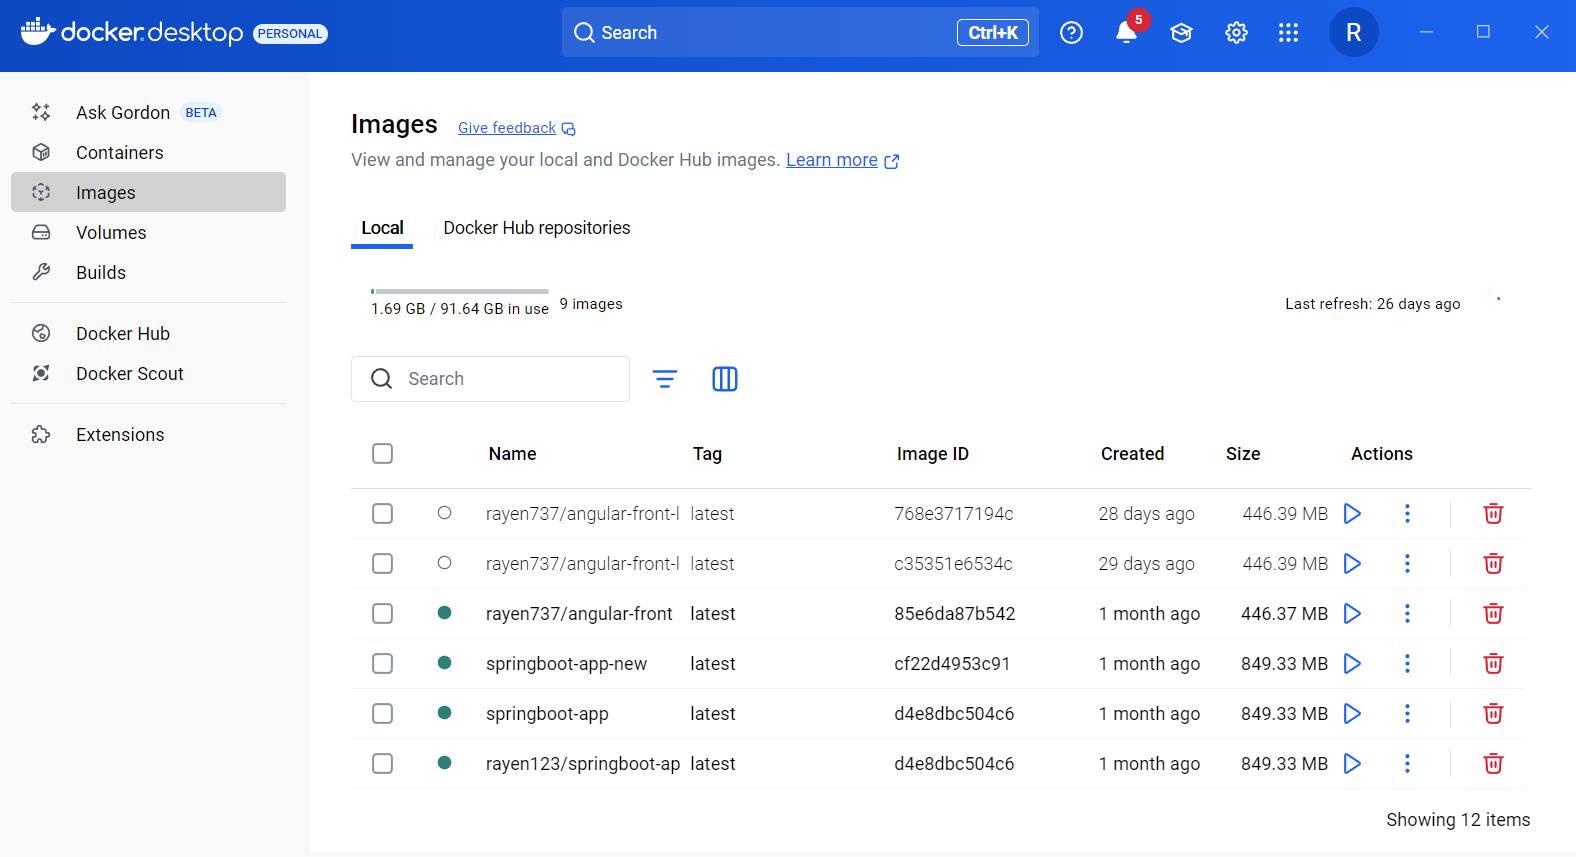 docker.desktop PERSONAL Search Ctrl+K 5 R
Ask Gordon BETA
Containers
Images
Volumes
Builds
Docker Hub
Docker Scout
Extensions
Images Give feedback
View and manage your local and Docker Hub images. Learn more
Local Docker Hub repositories
1.69 GB / 91.64 GB in use 9 images Last refresh: 26 days ago
Search
Name Tag Image ID Created Size Actions
rayen737/angular-front-l latest 768e3717194c 28 days ago 446.39 MB
rayen737/angular-front-l latest c35351e6534c 29 days ago 446.39 MB
rayen737/angular-front latest 85e6da87b542 1 month ago 446.37 MB
springboot-app-new latest cf22d4953c91 1 month ago 849.33 MB
springboot-app latest d4e8dbc504c6 1 month ago 849.33 MB
rayen123/springboot-ap latest d4e8dbc504c6 1 month ago 849.33 MB
Showing 12 items